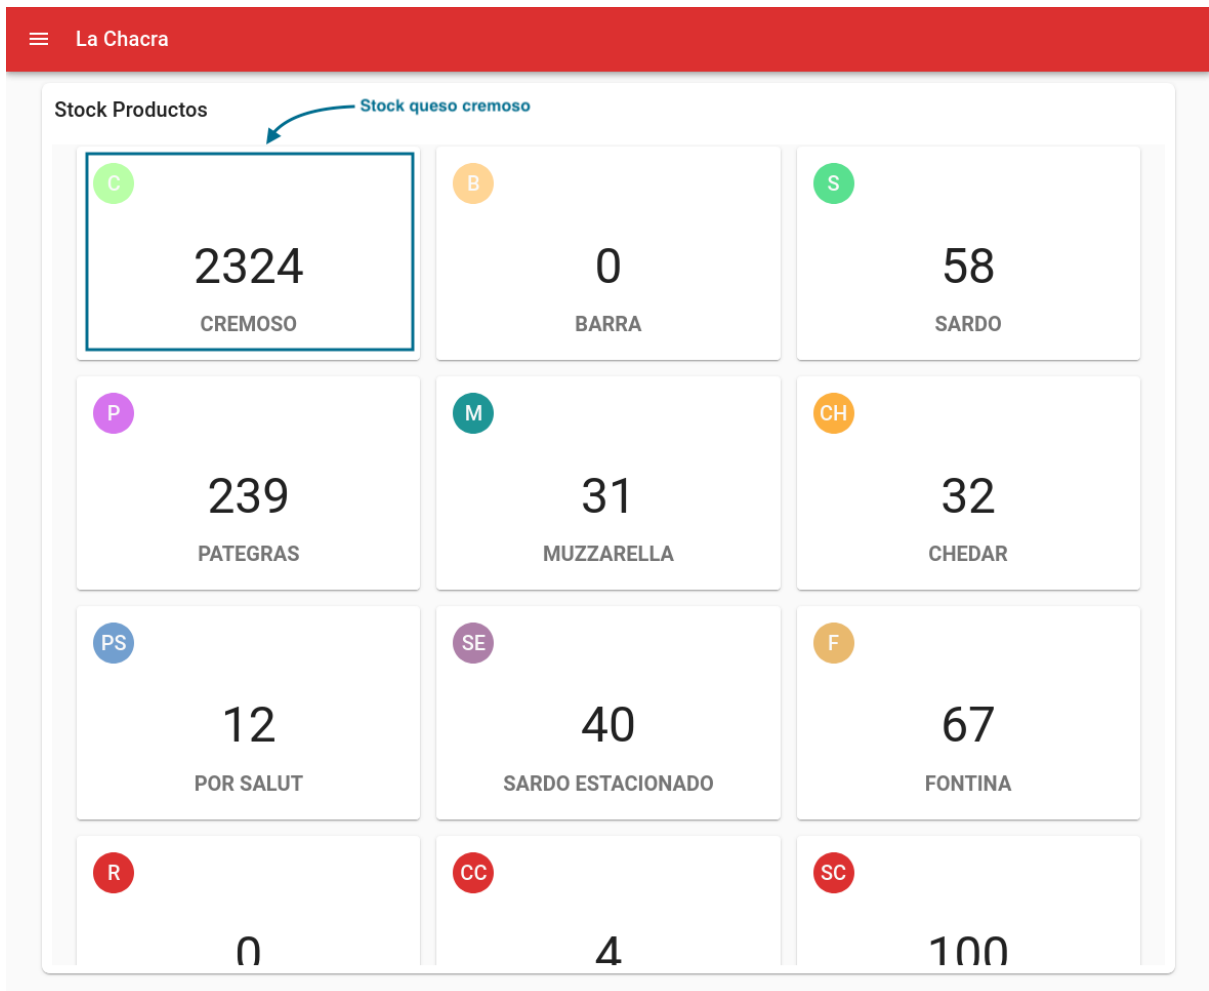 La Chacra
Stock Productos
Stock queso cremoso
C
2324
CREMOSO
B
0
BARRA
S
58
SARDO
P
239
PATEGRAS
M
31
MUZZARELLA
CH
32
CHEDAR
PS
12
POR SALUT
SE
40
SARDO ESTACIONADO
F
67
FONTINA
R
0
CC
4
SC
100